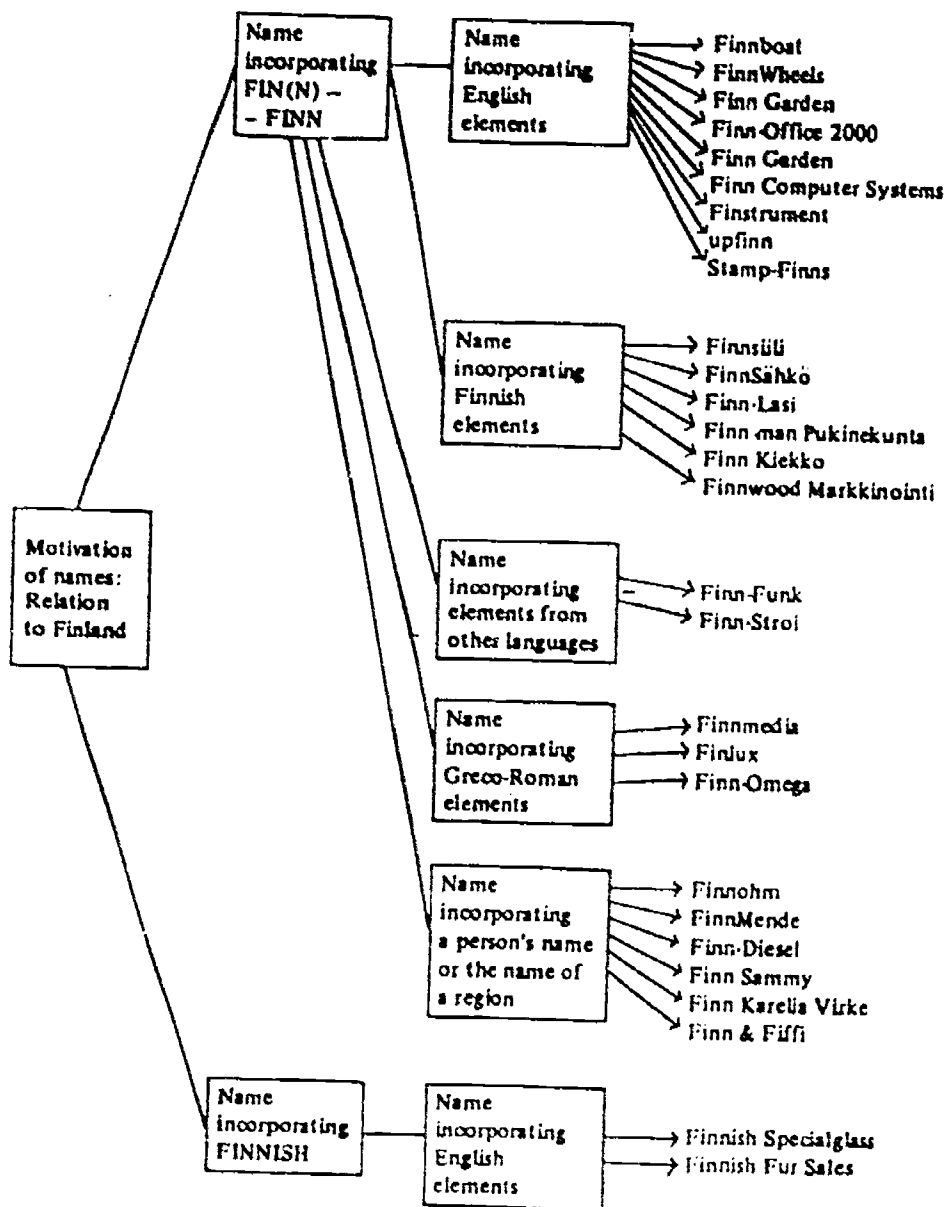 Name
incorporating
FIN(N) –
– FINN
Name
incorporating
English
elements
Finnboat
FinnWheels
Finn Garden
Finn-Office 2000
Finn Garden
Finn Computer Systems
Finstrument
upfinn
Stamp-Finns
Name
incorporating
Finnish
elements
Finnsiili
FinnSähkö
Finn-Lasi
Finn-man Pukinekunta
Finn Kiekko
Finnwood Markkinointi
Motivation
of names:
Relation
to Finland
Name
incorporating
elements from
other languages
Finn-Funk
Finn-Stroi
Name
incorporating
Greco-Roman
elements
Finnmedia
Finlux
Finn-Omega
Name
incorporating
a person's name
or the name of
a region
Finnohm
FinnMende
Finn-Diesel
Finn Sammy
Finn Karelia Virke
Finn & Fiffi
Name
incorporating
FINNISH
Name
incorporating
English
elements
Finnish Specialglass
Finnish Fur Sales